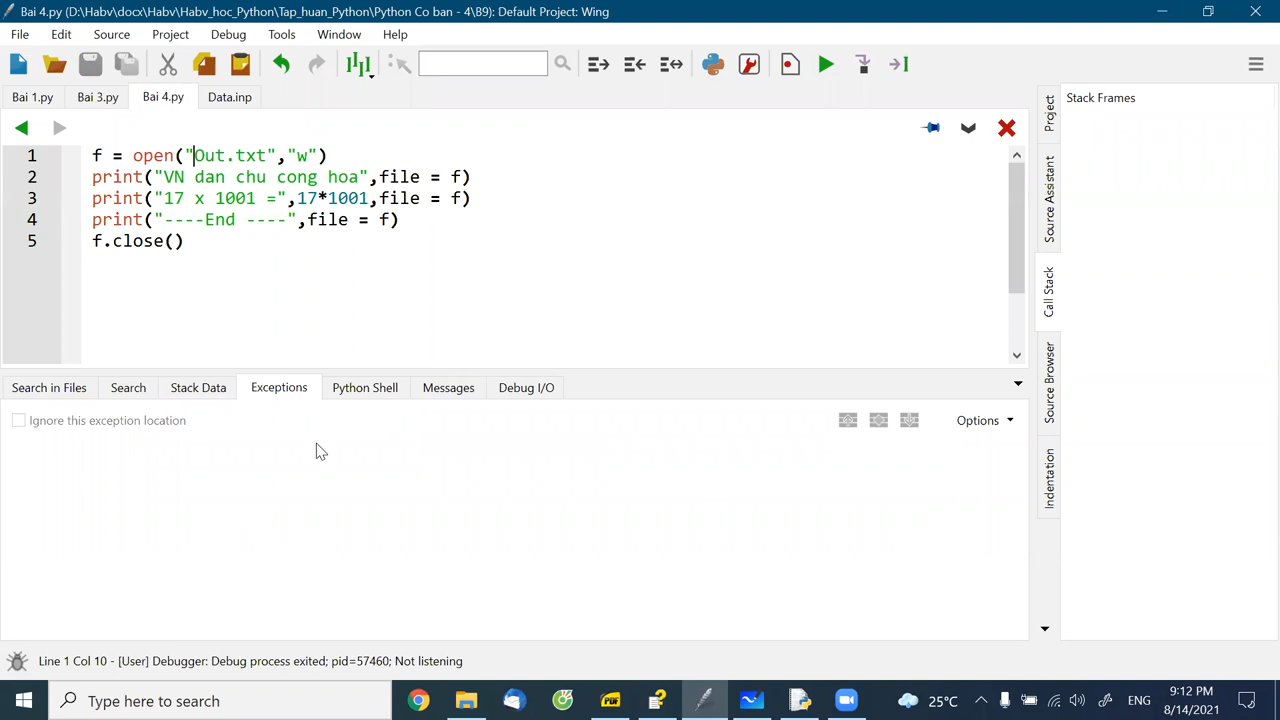 Bai 4.py (D:\Habv\docx\Habv\Habv_hoc_Python\Tap_huan_Python\Python Co ban - 4\B9): Default Project: Wing
File Edit Source Project Debug Tools Window Help
Bai 1.py Bai 3.py Bai 4.py Data.inp
Stack Frames
1 f = open("Out.txt","w")
2 print("VN dan chu cong hoa",file = f)
3 print("17 x 1001 =",17*1001,file = f)
4 print("----End ----",file = f)
5 f.close()
Project
Source Assistant
Call Stack
Source Browser
Indentation
Search in Files Search Stack Data Exceptions Python Shell Messages Debug I/O
Ignore this exception location Options
Line 1 Col 10 - [User] Debugger: Debug process exited; pid=57460; Not listening
Type here to search
PDF
25°C ENG 9:12 PM
8/14/2021